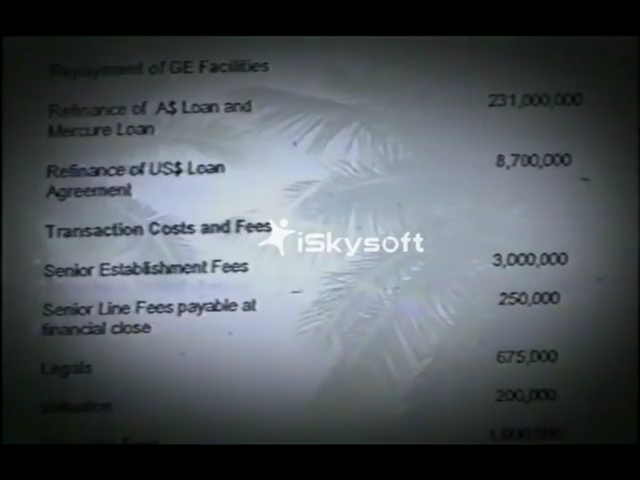 Repayment of GE Facilities
Refinance of A$ Loan and 231,000,000
Mercure Loan
Refinance of US$ Loan 8,700,000
Agreement
Transaction Costs and Fees
iSkysoft
Senior Establishment Fees 3,000,000
Senior Line Fees payable at 250,000
financial close
Legals 675,000
Valuation 200,000